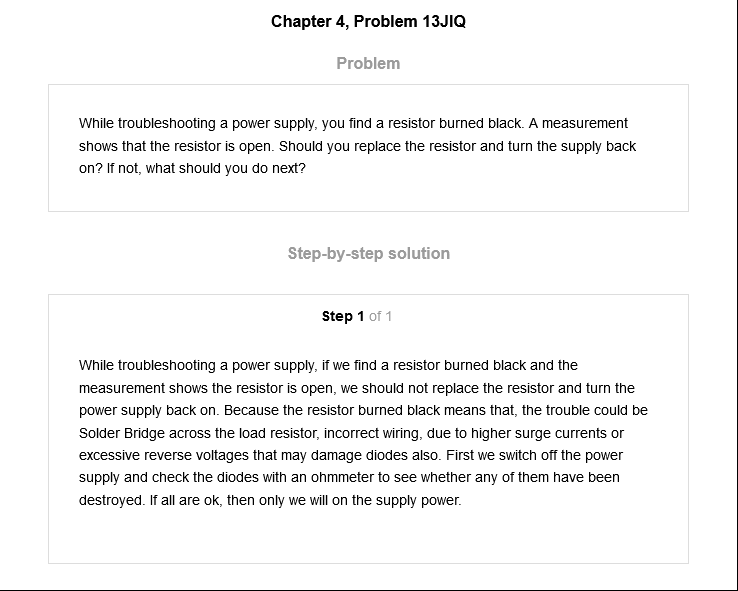 Chapter 4, Problem 13JIQ
Problem
While troubleshooting a power supply, you find a resistor burned black. A measurement
shows that the resistor is open. Should you replace the resistor and turn the supply back
on? If not, what should you do next?
Step-by-step solution
Step 1 of 1
While troubleshooting a power supply, if we find a resistor burned black and the
measurement shows the resistor is open, we should not replace the resistor and turn the
power supply back on. Because the resistor burned black means that, the trouble could be
Solder Bridge across the load resistor, incorrect wiring, due to higher surge currents or
excessive reverse voltages that may damage diodes also. First we switch off the power
supply and check the diodes with an ohmmeter to see whether any of them have been
destroyed. If all are ok, then only we will on the supply power.